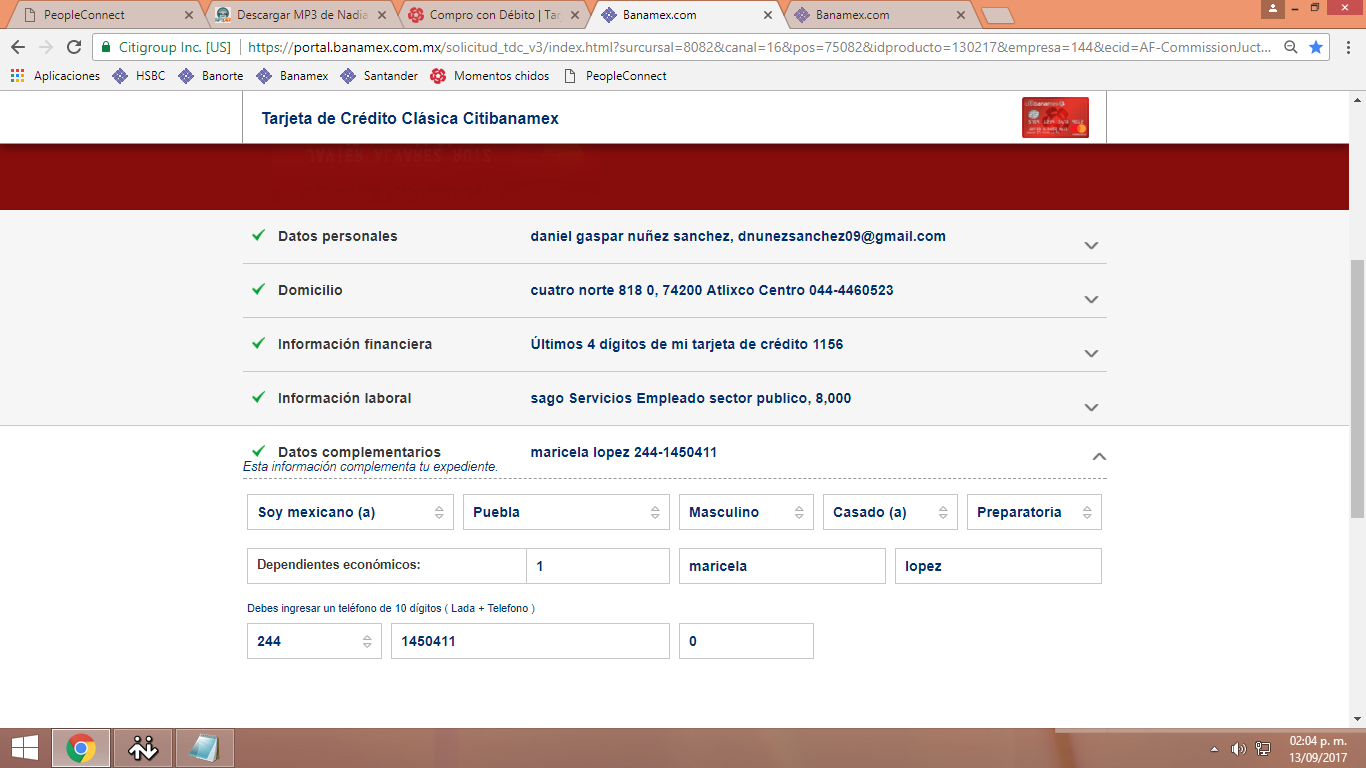 PeopleConnect
Descargar MP3 de Nadia
Compro con Débito | Tar
Banamex.com
Banamex.com
Citigroup Inc. [US]
https://portal.banamex.com.mx/solicitud_tdc_v3/index.html?surcursal=8082&canal=16&pos=75082&idproducto=130217&empresa=144&ecid=AF-CommissionJuct...
Aplicaciones HSBC Banorte Banamex Santander Momentos chidos PeopleConnect
Tarjeta de Crédito Clásica Citibanamex
Datos personales daniel gaspar nuñez sanchez, dnunezsanchez09@gmail.com
Domicilio cuatro norte 818 0, 74200 Atlixco Centro 044-4460523
Información financiera Últimos 4 dígitos de mi tarjeta de crédito 1156
Información laboral sago Servicios Empleado sector publico, 8,000
Datos complementarios maricela lopez 244-1450411
Esta información complementa tu expediente.
Soy mexicano (a) Puebla Masculino Casado (a) Preparatoria
Dependientes económicos: 1 maricela lopez
Debes ingresar un teléfono de 10 dígitos ( Lada + Telefono )
244 1450411 0
02:04 p. m.
13/09/2017